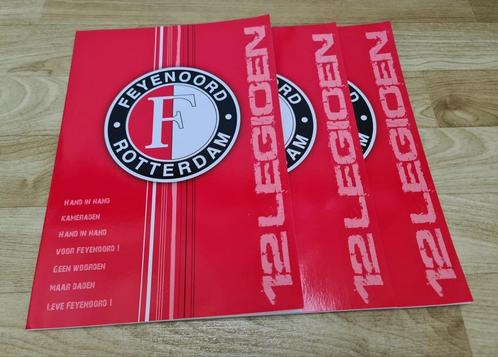 FEYENOORD
F
ROTTERDAM
HAND IN HAND
KAMERADEN
HAND IN HAND
VOOR FEYENOORD !
GEEN WOORDEN
MAAR DADEN
LEVE FEYENOORD !
12 LEGIOEN
12 LEGIOEN
12 LEGIOEN